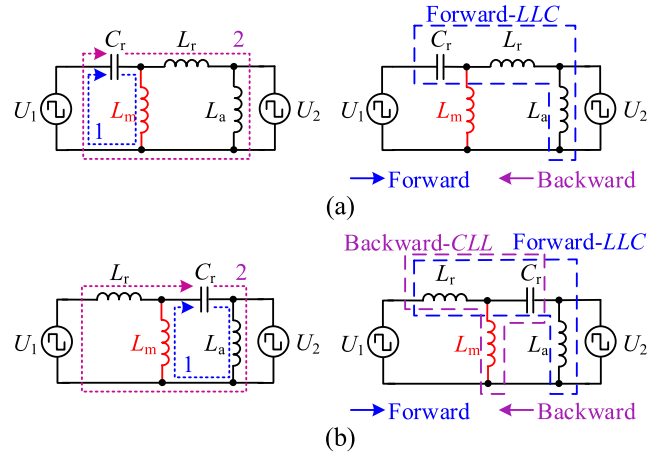 Forward-LLC
Cr Lr 2
Cr Lr
U1 Lm La U2
1
U1 Lm La U2
Forward Backward
(a)
Backward-CLL Forward-LLC
Lr Cr 2
Lr Cr
U1 Lm La U2
1
U1 Lm La U2
Forward Backward
(b)